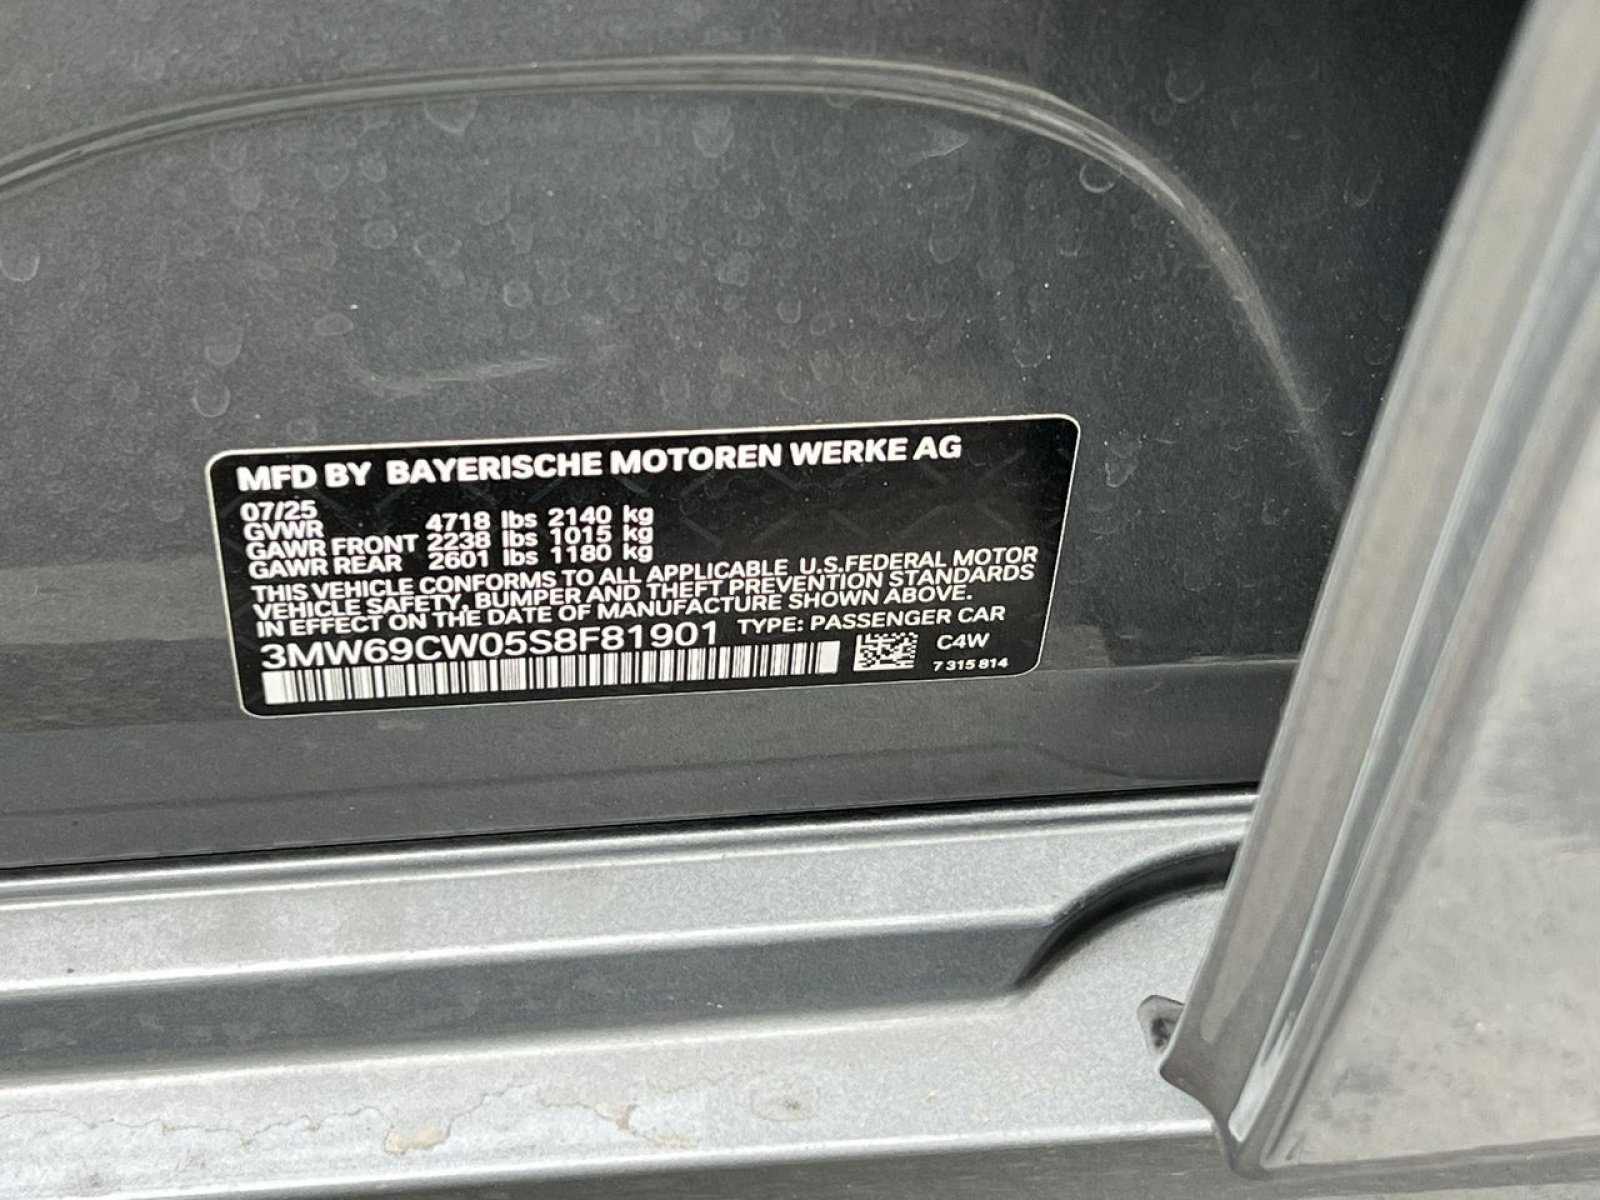 MFD BY BAYERISCHE MOTOREN WERKE AG
07/25
GVWR 4718 lbs 2140 kg
GAWR FRONT 2238 lbs 1015 kg
GAWR REAR 2601 lbs 1180 kg
THIS VEHICLE CONFORMS TO ALL APPLICABLE U.S.FEDERAL MOTOR
VEHICLE SAFETY, BUMPER AND THEFT PREVENTION STANDARDS
IN EFFECT ON THE DATE OF MANUFACTURE SHOWN ABOVE.
3MW69CW05S8F81901 TYPE: PASSENGER CAR
C4W
7 315 814